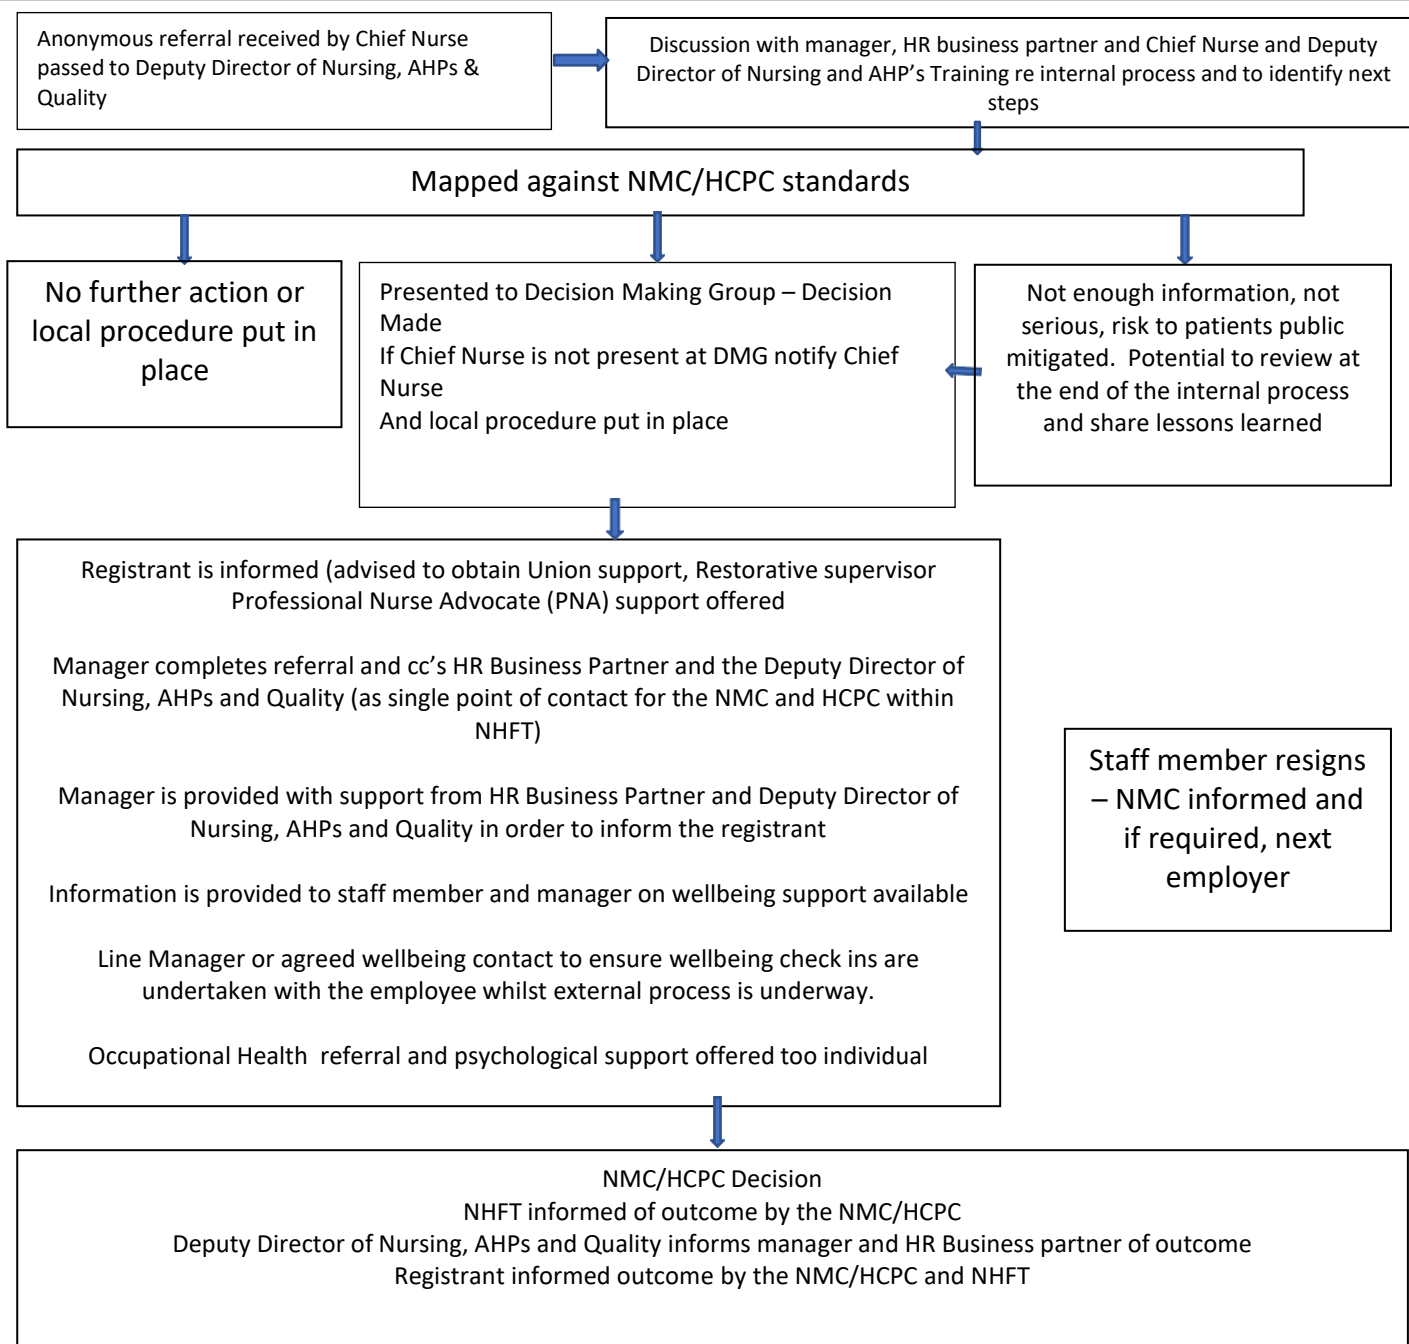 Anonymous referral received by Chief Nurse
passed to Deputy Director of Nursing, AHPs &
Quality
Discussion with manager, HR business partner and Chief Nurse and Deputy
Director of Nursing and AHP's Training re internal process and to identify next
steps
Mapped against NMC/HCPC standards
No further action or
local procedure put in
place
Presented to Decision Making Group – Decision
Made
If Chief Nurse is not present at DMG notify Chief
Nurse
And local procedure put in place
Not enough information, not
serious, risk to patients public
mitigated.  Potential to review at
the end of the internal process
and share lessons learned
Registrant is informed (advised to obtain Union support, Restorative supervisor
Professional Nurse Advocate (PNA) support offered
Manager completes referral and cc's HR Business Partner and the Deputy Director of
Nursing, AHPs and Quality (as single point of contact for the NMC and HCPC within
NHFT)
Manager is provided with support from HR Business Partner and Deputy Director of
Nursing, AHPs and Quality in order to inform the registrant
Information is provided to staff member and manager on wellbeing support available
Line Manager or agreed wellbeing contact to ensure wellbeing check ins are
undertaken with the employee whilst external process is underway.
Occupational Health  referral and psychological support offered too individual
Staff member resigns
– NMC informed and
if required, next
employer
NMC/HCPC Decision
NHFT informed of outcome by the NMC/HCPC
Deputy Director of Nursing, AHPs and Quality informs manager and HR Business partner of outcome
Registrant informed outcome by the NMC/HCPC and NHFT